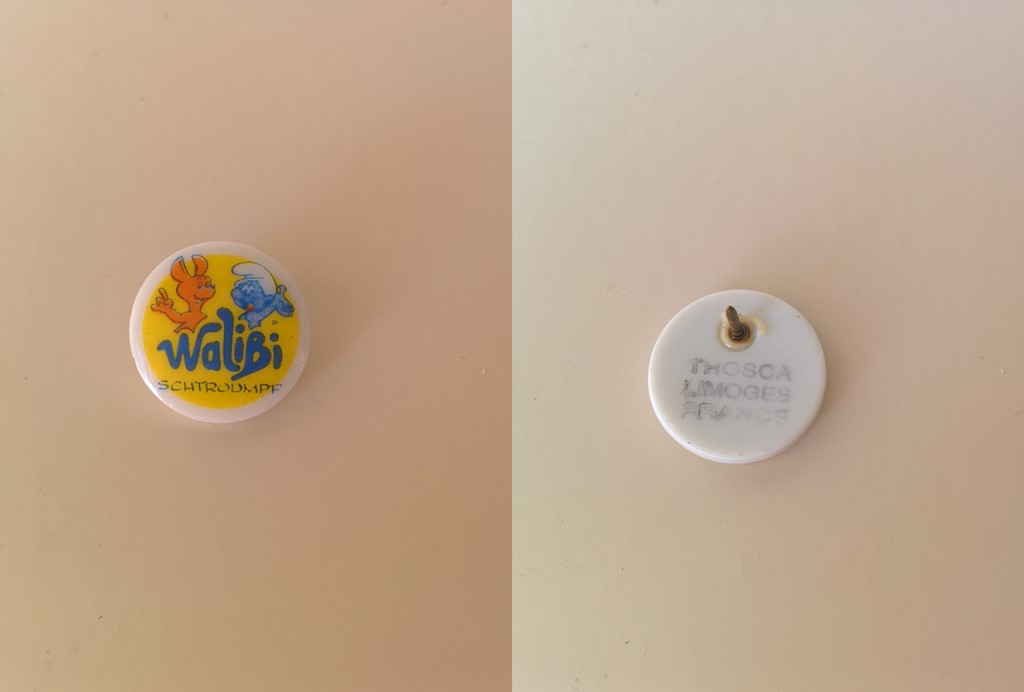 Walibi
SCHTROUMPF
THOSCA
LIMOGES
FRANCE